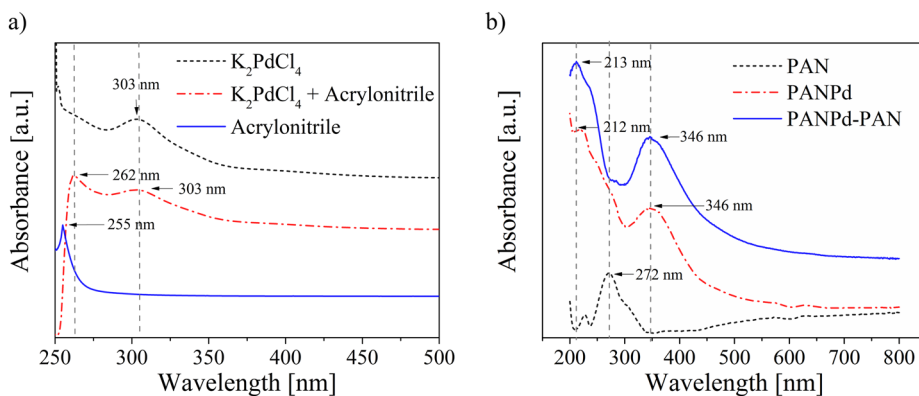 a)
303 nm
K₂PdCl₄
K₂PdCl₄ + Acrylonitrile
Acrylonitrile
262 nm
303 nm
255 nm
Absorbance [a.u.]
250 300 350 400 450 500
Wavelength [nm]
b)
213 nm
PAN
PANPd
PANPd-PAN
212 nm
346 nm
346 nm
272 nm
Absorbance [a.u.]
200 300 400 500 600 700 800
Wavelength [nm]